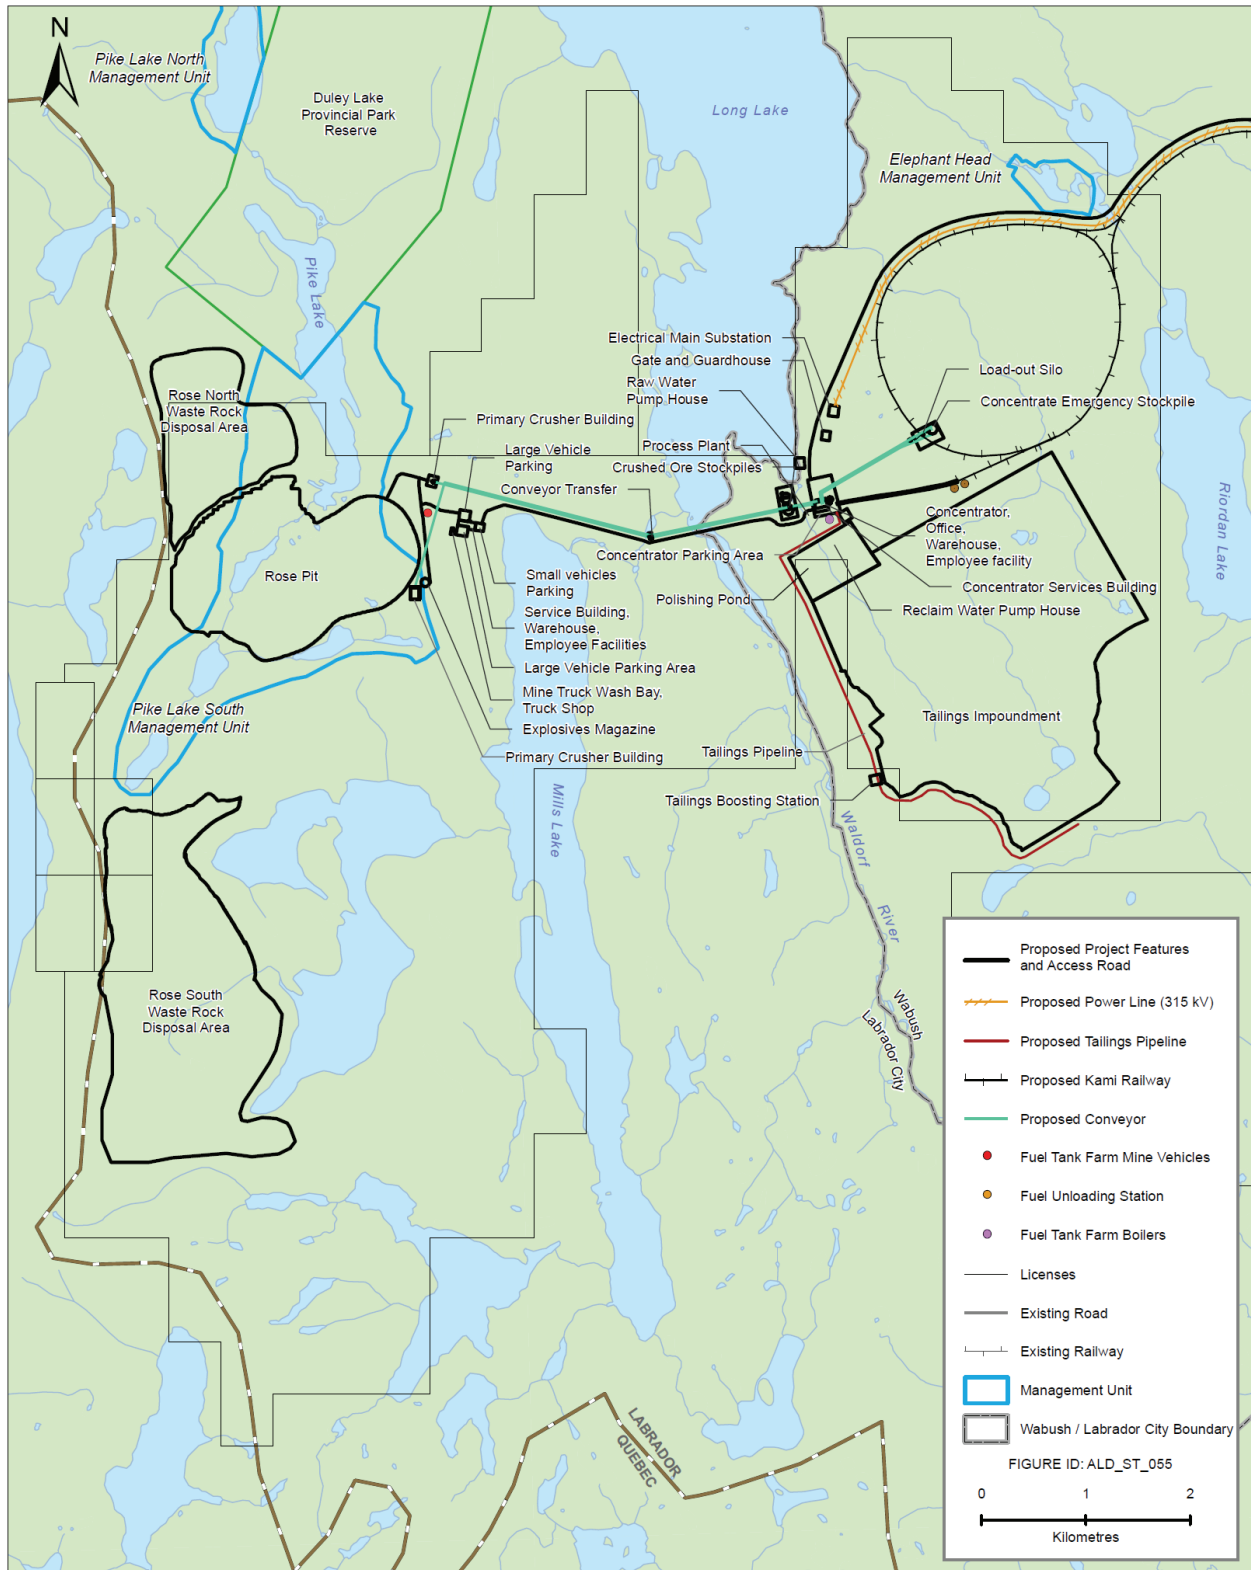 N
Pike Lake North
Management Unit
Duley Lake
Provincial Park
Reserve
Long Lake
Elephant Head
Management Unit
Pike Lake
Electrical Main Substation
Gate and Guardhouse
Raw Water
Pump House
Load-out Silo
Concentrate Emergency Stockpile
Rose North
Waste Rock
Disposal Area
Primary Crusher Building
Large Vehicle
Parking
Conveyor Transfer
Process Plant
Crushed Ore Stockpiles
Riordan Lake
Rose Pit
Concentrator Parking Area
Concentrator,
Office,
Warehouse,
Employee facility
Small vehicles
Parking
Polishing Pond
Concentrator Services Building
Reclaim Water Pump House
Service Building,
Warehouse,
Employee Facilities
Large Vehicle Parking Area
Mine Truck Wash Bay,
Truck Shop
Explosives Magazine
Primary Crusher Building
Pike Lake South
Management Unit
Tailings Impoundment
Tailings Pipeline
Tailings Boosting Station
Mills Lake
Waldorf
River
Rose South
Waste Rock
Disposal Area
Wabush
Labrador City
LABRADOR
QUEBEC
Proposed Project Features
and Access Road
Proposed Power Line (315 kV)
Proposed Tailings Pipeline
Proposed Kami Railway
Proposed Conveyor
Fuel Tank Farm Mine Vehicles
Fuel Unloading Station
Fuel Tank Farm Boilers
Licenses
Existing Road
Existing Railway
Management Unit
Wabush / Labrador City Boundary
FIGURE ID: ALD_ST_055
0 1 2
Kilometres